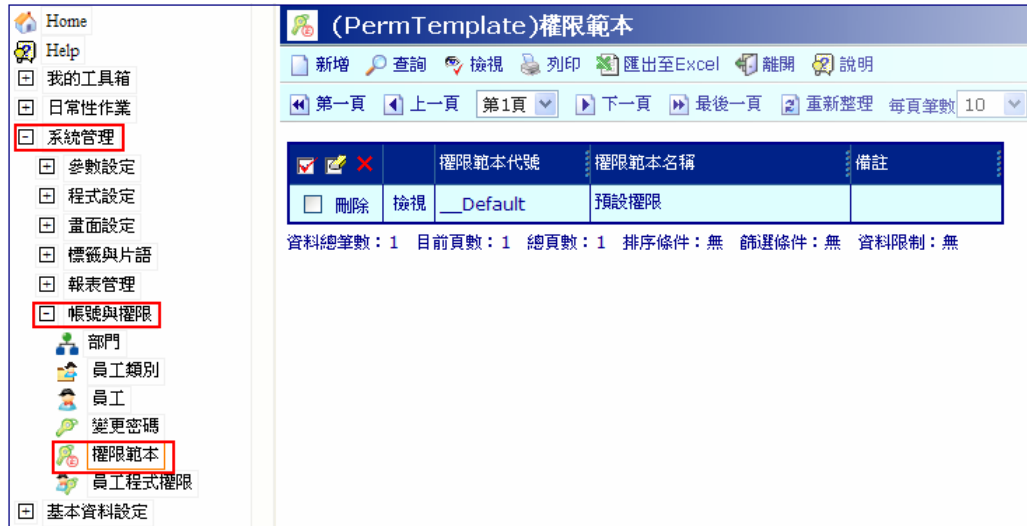 Home
Help
我的工具箱
日常性作業
系統管理
參數設定
程式設定
畫面設定
標籤與片語
報表管理
帳號與權限
部門
員工類別
員工
變更密碼
權限範本
員工程式權限
基本資料設定
(PermTemplate)權限範本
新增 查詢 檢視 列印 匯出至Excel 離開 說明
第一頁 上一頁 第1頁 下一頁 最後一頁 重新整理 每頁筆數 10
權限範本代號 權限範本名稱 備註
刪除 檢視 __Default 預設權限
資料總筆數：1 目前頁數：1 總頁數：1 排序條件：無 篩選條件：無 資料限制：無